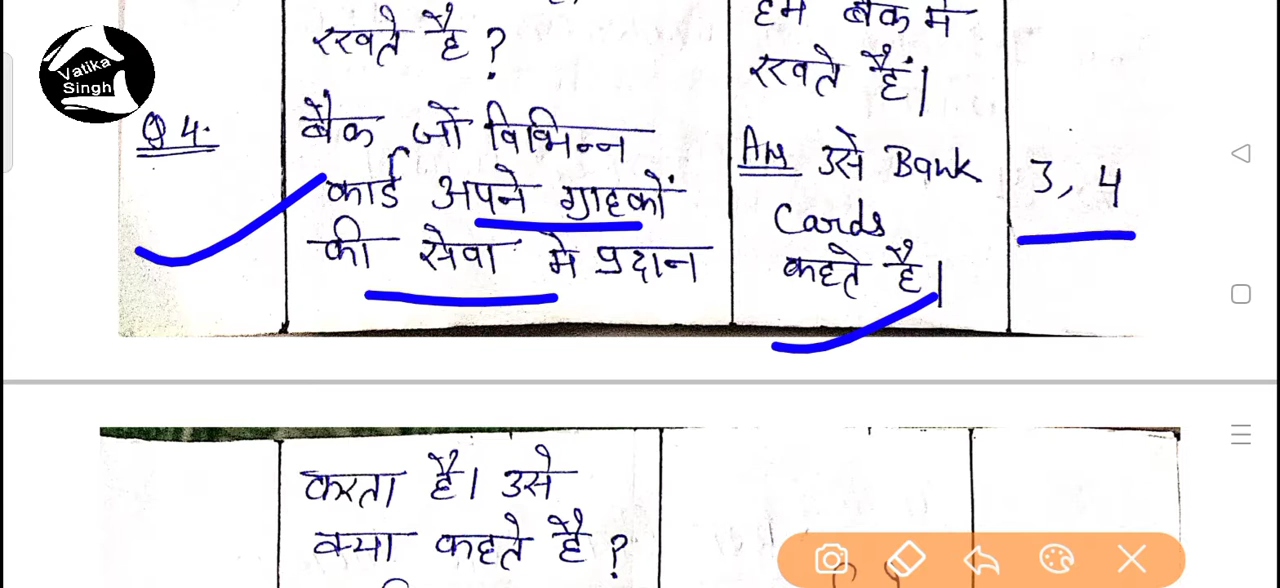 Vatika
Singh
रखते है ?
हम बैंक मे
रखते हैं।
Q 4.
बैंक जो विभिन्न
कार्ड अपने ग्राहकों
की सेवा मे प्रदान
Ans उसे Bank
Cards
कहते है।
3, 4
करता है। उसे
क्या कहते है ?